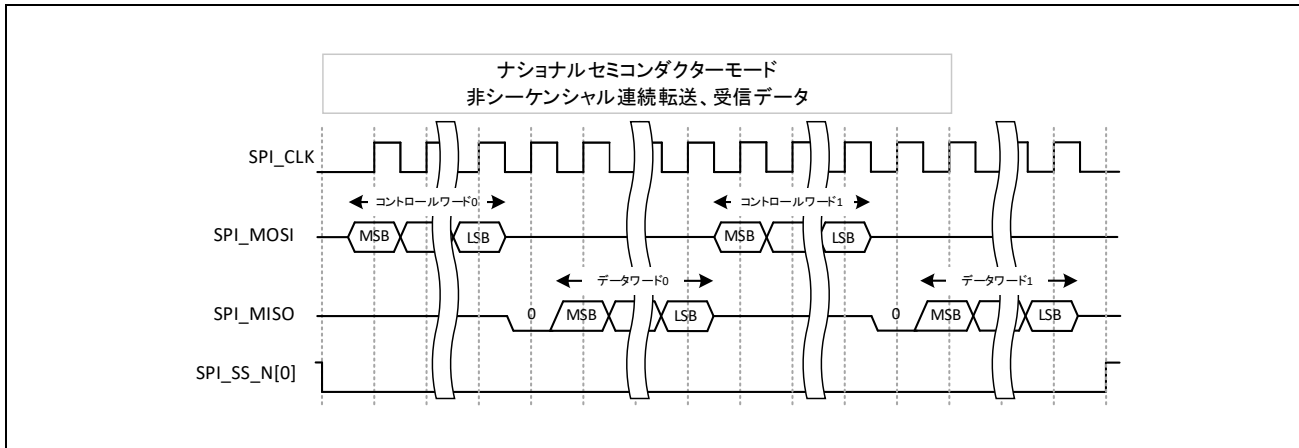 ナショナルセミコンダクターモード
非シーケンシャル連続転送、受信データ
SPI_CLK
コントロールワード0 コントロールワード1
SPI_MOSI MSB LSB MSB LSB
データワード0 データワード1
SPI_MISO 0 MSB LSB 0 MSB LSB
SPI_SS_N[0]